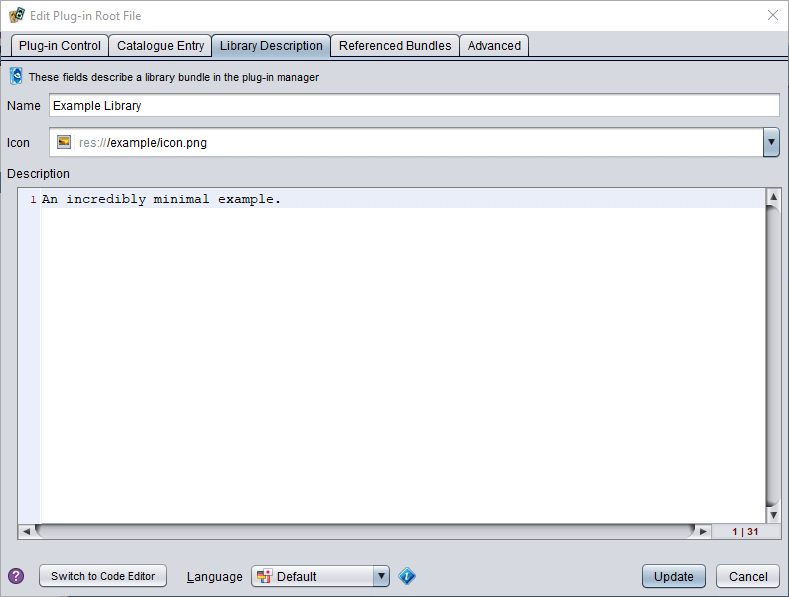 Edit Plug-in Root File
Plug-in Control Catalogue Entry Library Description Referenced Bundles Advanced
These fields describe a library bundle in the plug-in manager
Name Example Library
Icon res:///example/icon.png
Description
1 An incredibly minimal example.
1 | 31
? Switch to Code Editor Language Default i Update Cancel